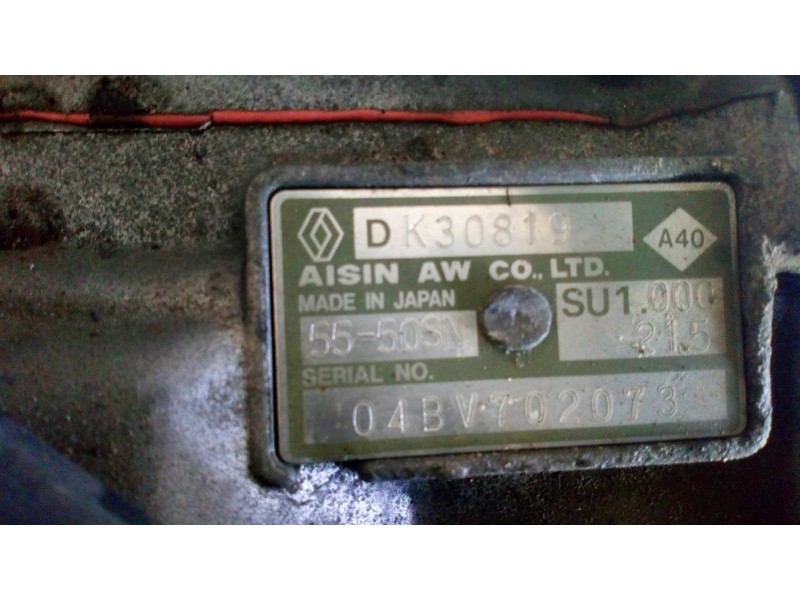 DK30819
A40
AISIN AW CO., LTD.
MADE IN JAPAN
SU1.000
55-50SN
215
SERIAL NO.
04BV702073